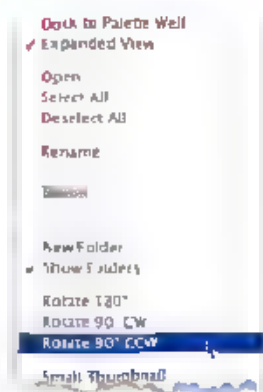 Dock to Palette Well
Expanded View
Open
Select All
Deselect All
Rename
New Folder
Show Folders
Rotate 180°
Rotate 90° CW
Rotate 90° CCW
Small Thumbnail